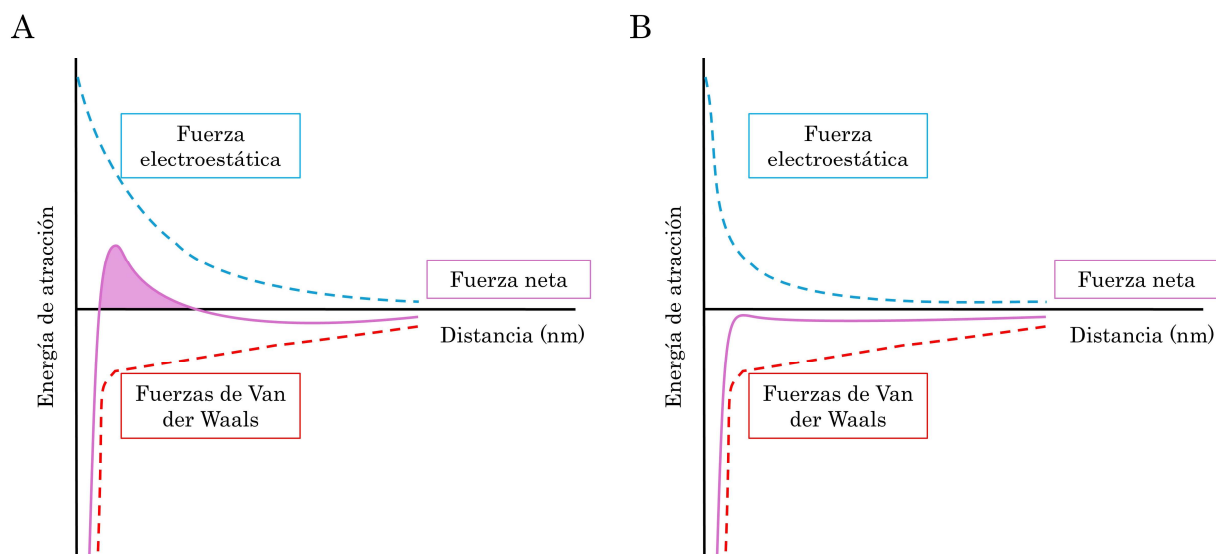 A
Energía de atracción
Fuerza
electroestática
Fuerza neta
Distancia (nm)
Fuerzas de Van
der Waals
B
Energía de atracción
Fuerza
electroestática
Fuerza neta
Distancia (nm)
Fuerzas de Van
der Waals